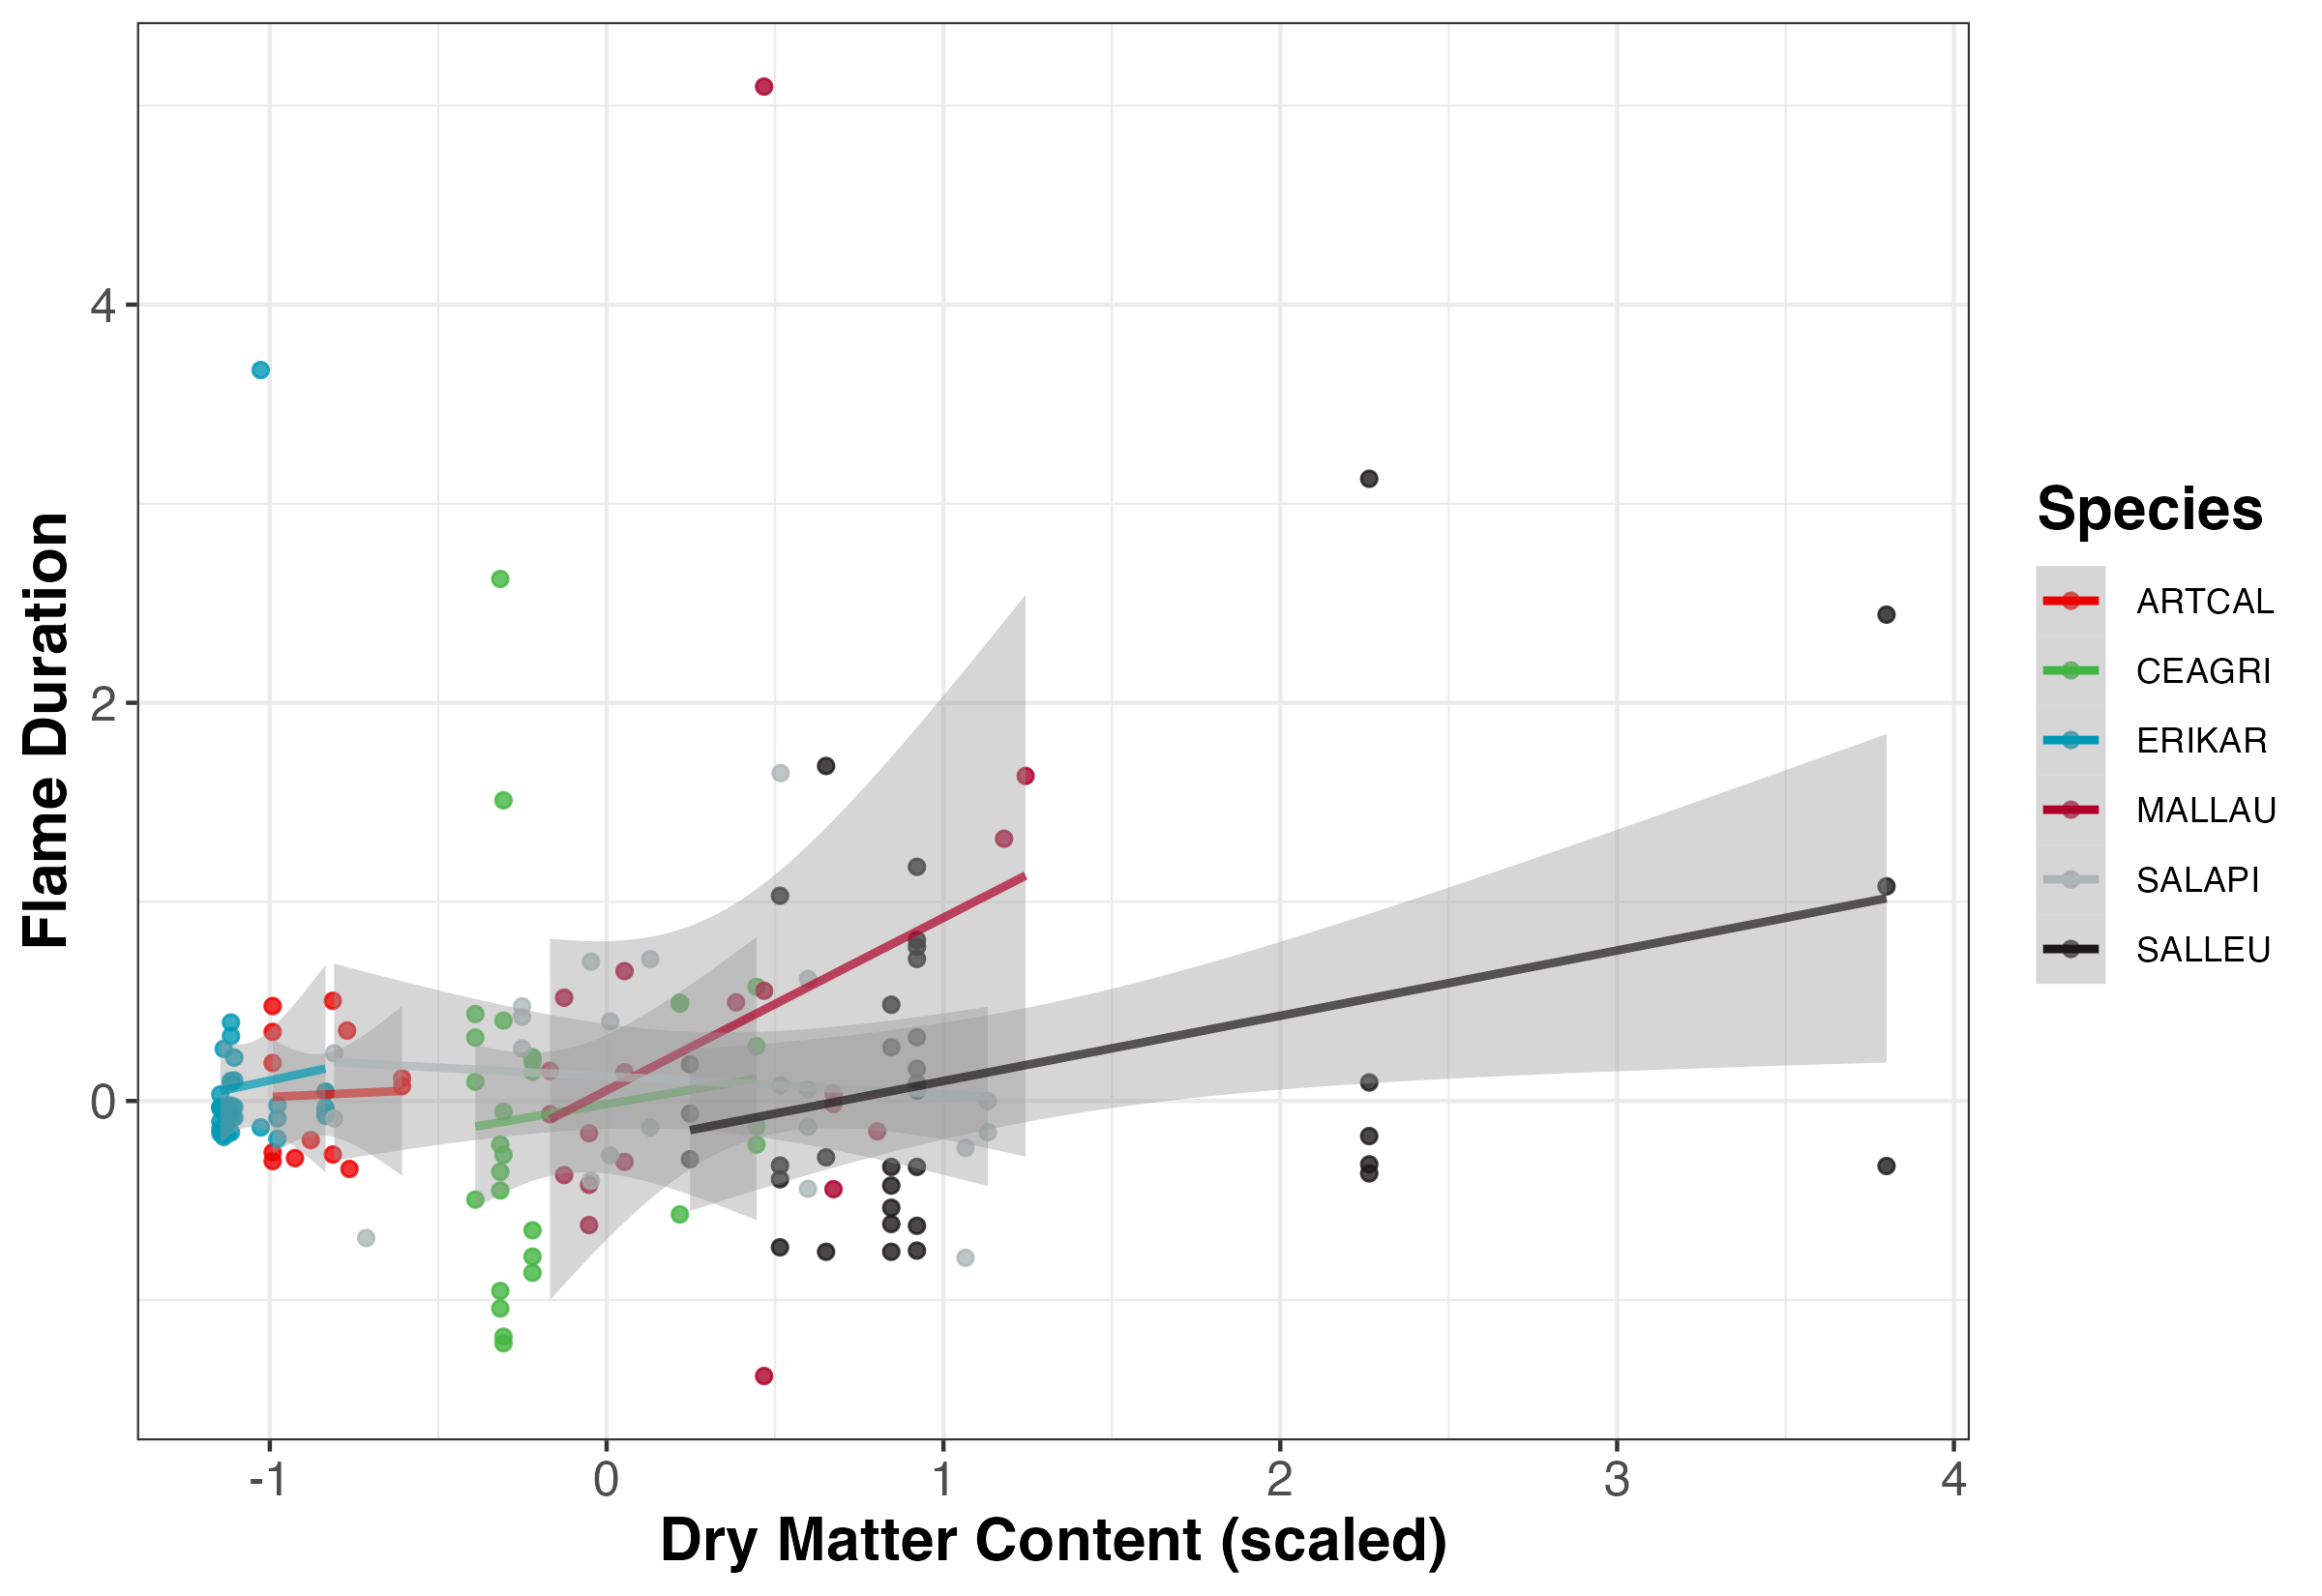 Flame Duration
4
2
0
-1 0 1 2 3 4
Dry Matter Content (scaled)
Species
ARTCAL
CEAGRI
ERIKAR
MALLAU
SALAPI
SALLEU